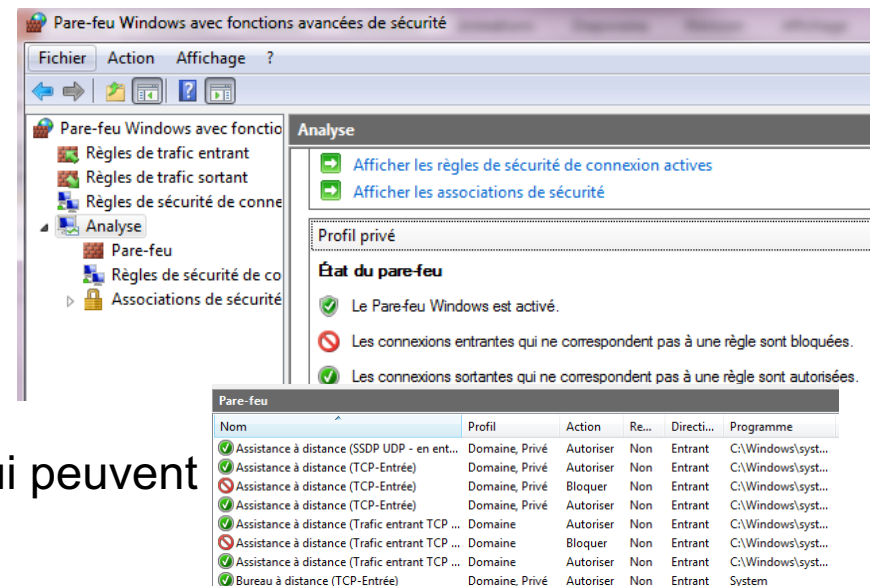 Pare-feu Windows avec fonctions avancées de sécurité
Fichier Action Affichage ?
Pare-feu Windows avec fonctio
Règles de trafic entrant
Règles de trafic sortant
Règles de sécurité de conne
Analyse
Pare-feu
Règles de sécurité de co
Associations de sécurité
Analyse
Afficher les règles de sécurité de connexion actives
Afficher les associations de sécurité
Profil privé
État du pare-feu
Le Pare-feu Windows est activé.
Les connexions entrantes qui ne correspondent pas à une règle sont bloquées.
Les connexions sortantes qui ne correspondent pas à une règle sont autorisées.
ui peuvent
Pare-feu
Nom Profil Action Re... Directi... Programme
Assistance à distance (SSDP UDP - en ent... Domaine, Privé Autoriser Non Entrant C:\Windows\syst...
Assistance à distance (TCP-Entrée) Domaine, Privé Autoriser Non Entrant C:\Windows\syst...
Assistance à distance (TCP-Entrée) Domaine, Privé Bloquer Non Entrant C:\Windows\syst...
Assistance à distance (TCP-Entrée) Domaine, Privé Autoriser Non Entrant C:\Windows\syst...
Assistance à distance (Trafic entrant TCP ... Domaine Autoriser Non Entrant C:\Windows\syst...
Assistance à distance (Trafic entrant TCP ... Domaine Bloquer Non Entrant C:\Windows\syst...
Assistance à distance (Trafic entrant TCP ... Domaine Autoriser Non Entrant C:\Windows\syst...
Bureau à distance (TCP-Entrée) Domaine, Privé Autoriser Non Entrant System